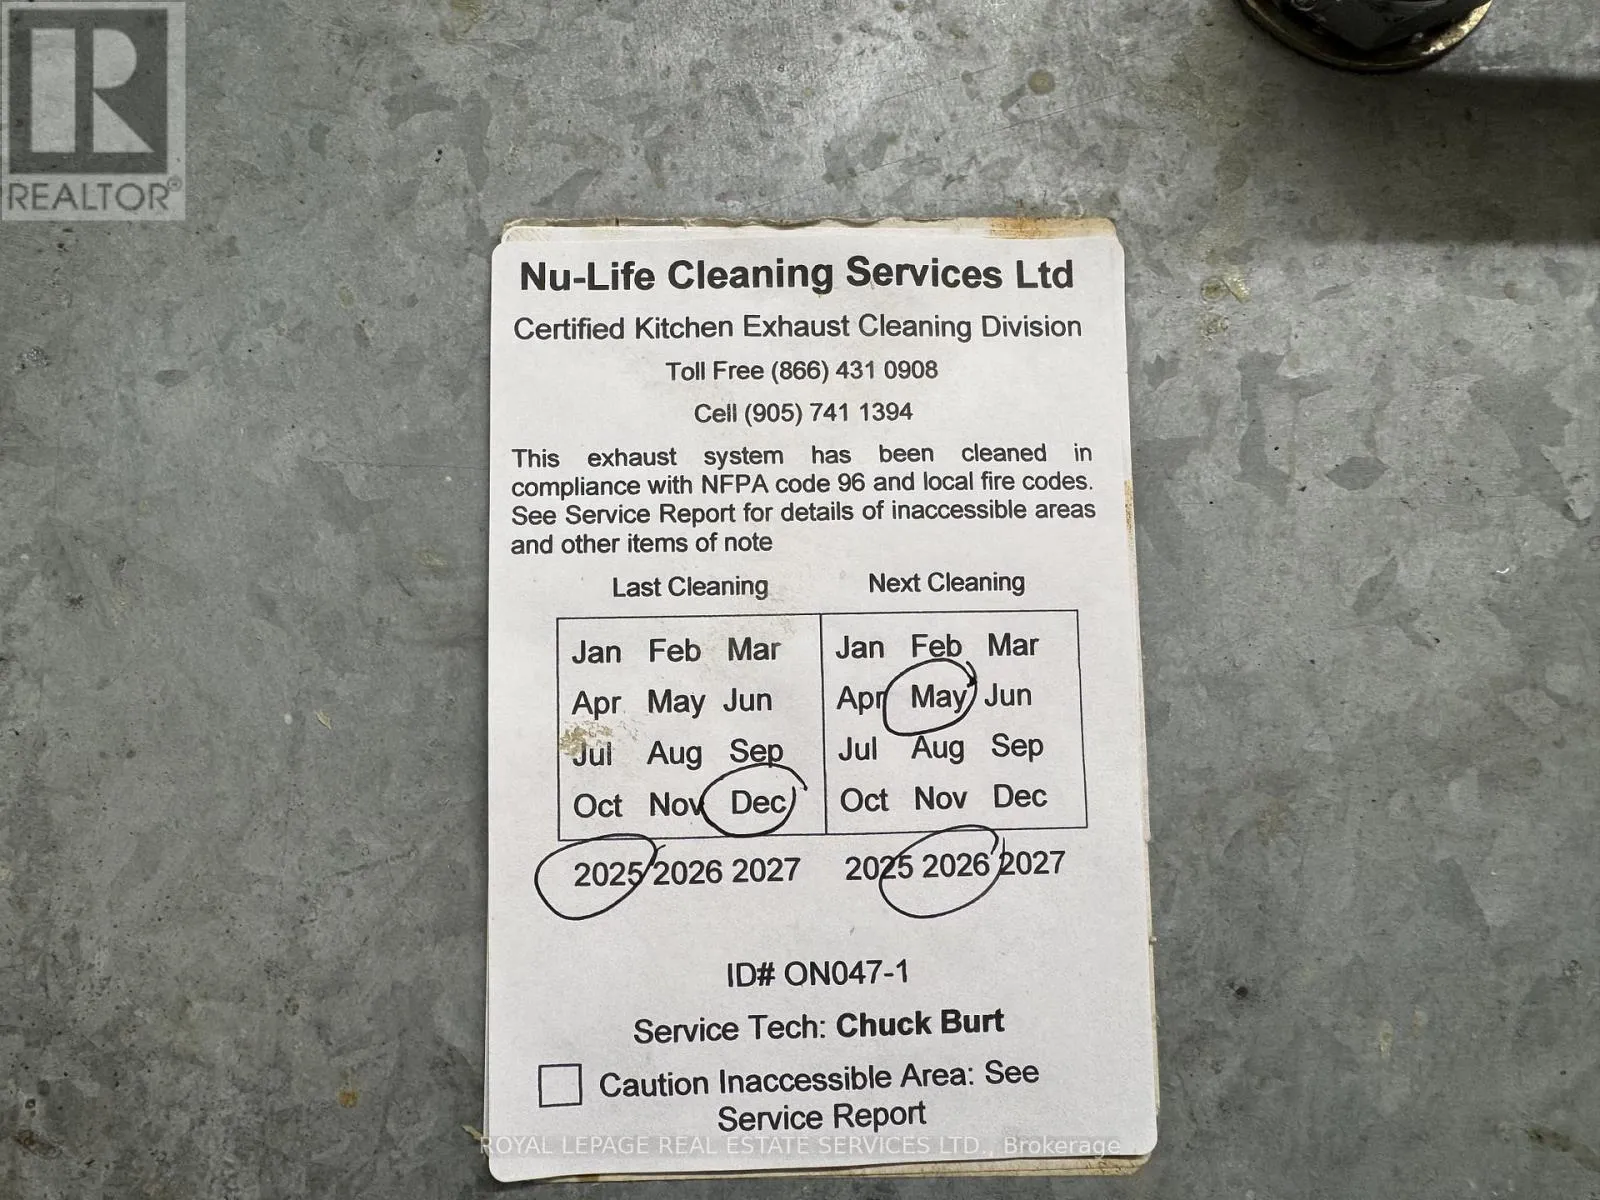 REALTOR®
Nu-Life Cleaning Services Ltd
Certified Kitchen Exhaust Cleaning Division
Toll Free (866) 431 0908
Cell (905) 741 1394
This exhaust system has been cleaned in
compliance with NFPA code 96 and local fire codes.
See Service Report for details of inaccessible areas
and other items of note
Last Cleaning Next Cleaning
Jan Feb Mar Jan Feb Mar
Apr May Jun Apr May Jun
Jul Aug Sep Jul Aug Sep
Oct Nov Dec Oct Nov Dec
2025 2026 2027 2025 2026 2027
ID# ON047-1
Service Tech: Chuck Burt
Caution Inaccessible Area: See
Service Report
ROYAL LEPAGE REAL ESTATE SERVICES LTD., Brokerage